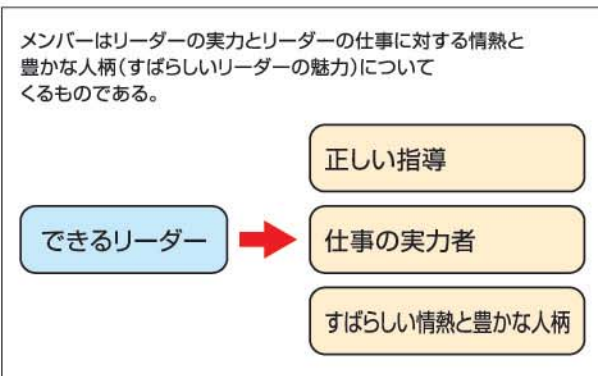 メンバーはリーダーの実力とリーダーの仕事に対する情熱と
豊かな人柄(すばらしいリーダーの魅力)について
くるものである。
正しい指導
できるリーダー
仕事の実力者
すばらしい情熱と豊かな人柄